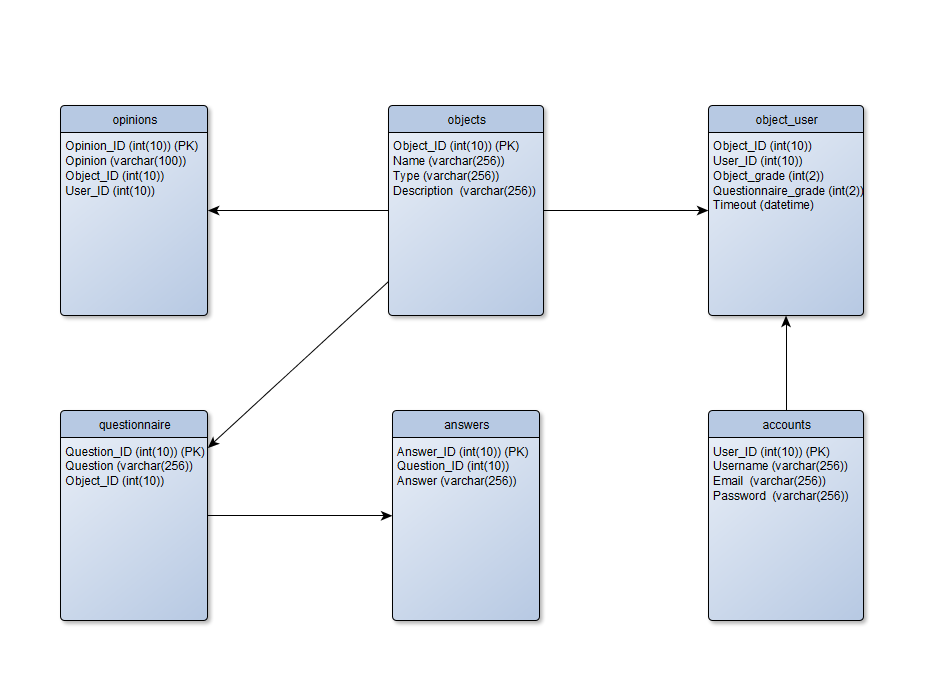 opinions
Opinion_ID (int(10)) (PK)
Opinion (varchar(100))
Object_ID (int(10))
User_ID (int(10))
objects
Object_ID (int(10)) (PK)
Name (varchar(256))
Type (varchar(256))
Description  (varchar(256))
object_user
Object_ID (int(10))
User_ID (int(10))
Object_grade (int(2))
Questionnaire_grade (int(2))
Timeout (datetime)
questionnaire
Question_ID (int(10)) (PK)
Question (varchar(256))
Object_ID (int(10))
answers
Answer_ID (int(10)) (PK)
Question_ID (int(10))
Answer (varchar(256))
accounts
User_ID (int(10)) (PK)
Username (varchar(256))
Email  (varchar(256))
Password  (varchar(256))